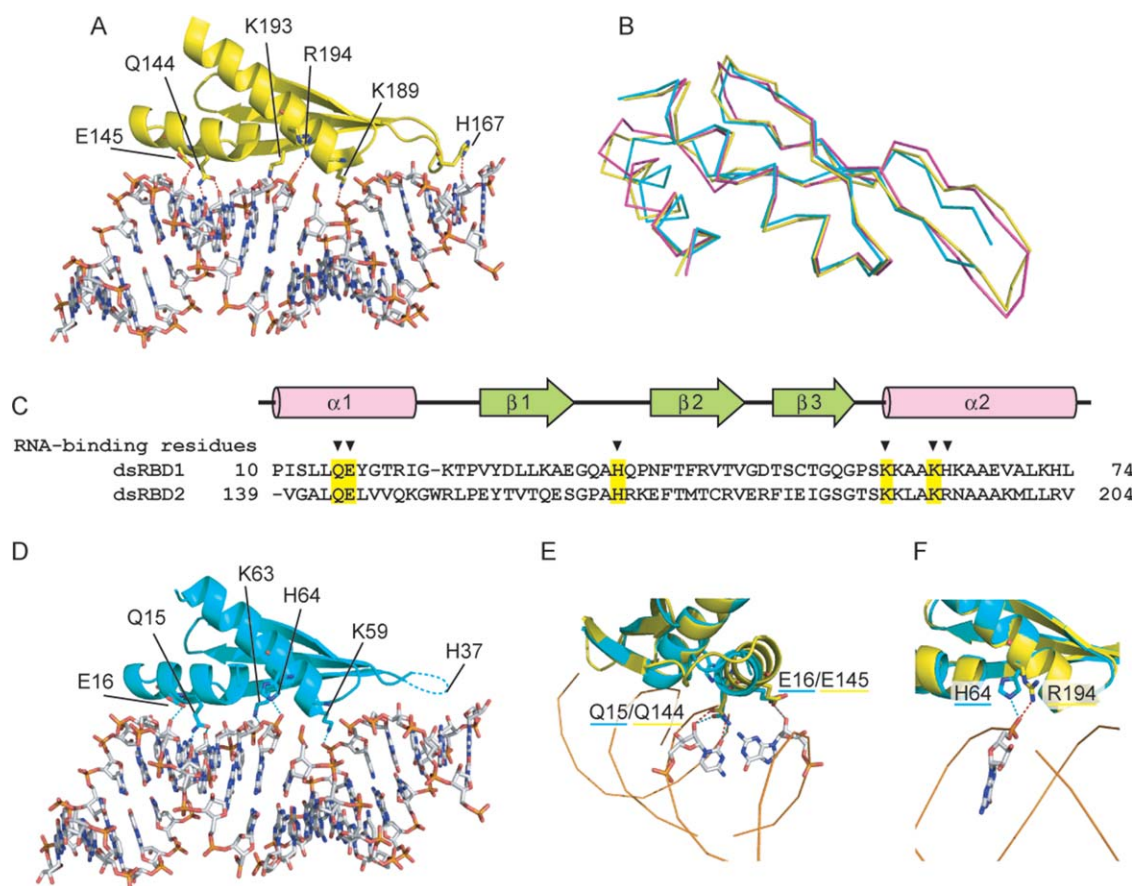 A
K193
R194
Q144
K189
E145
H167
B
C
α1
β1
β2
β3
α2
RNA-binding residues
dsRBD1 10 PISLLQEYGTRIG-KTPVYDLLKAEGQAHQPNFTFRVTVGDTSCTGQGPSKKAAKHKAAEVALKHL 74
dsRBD2 139 -VGALQELVVQKGWRLPEYTVTQESGPAHRKEFTMTCRVERFIEIGSGTSKKLAKRNAAAKMLLRV 204
D
K63
H64
Q15
K59
E16
H37
E
E16/E145
Q15/Q144
F
H64
R194